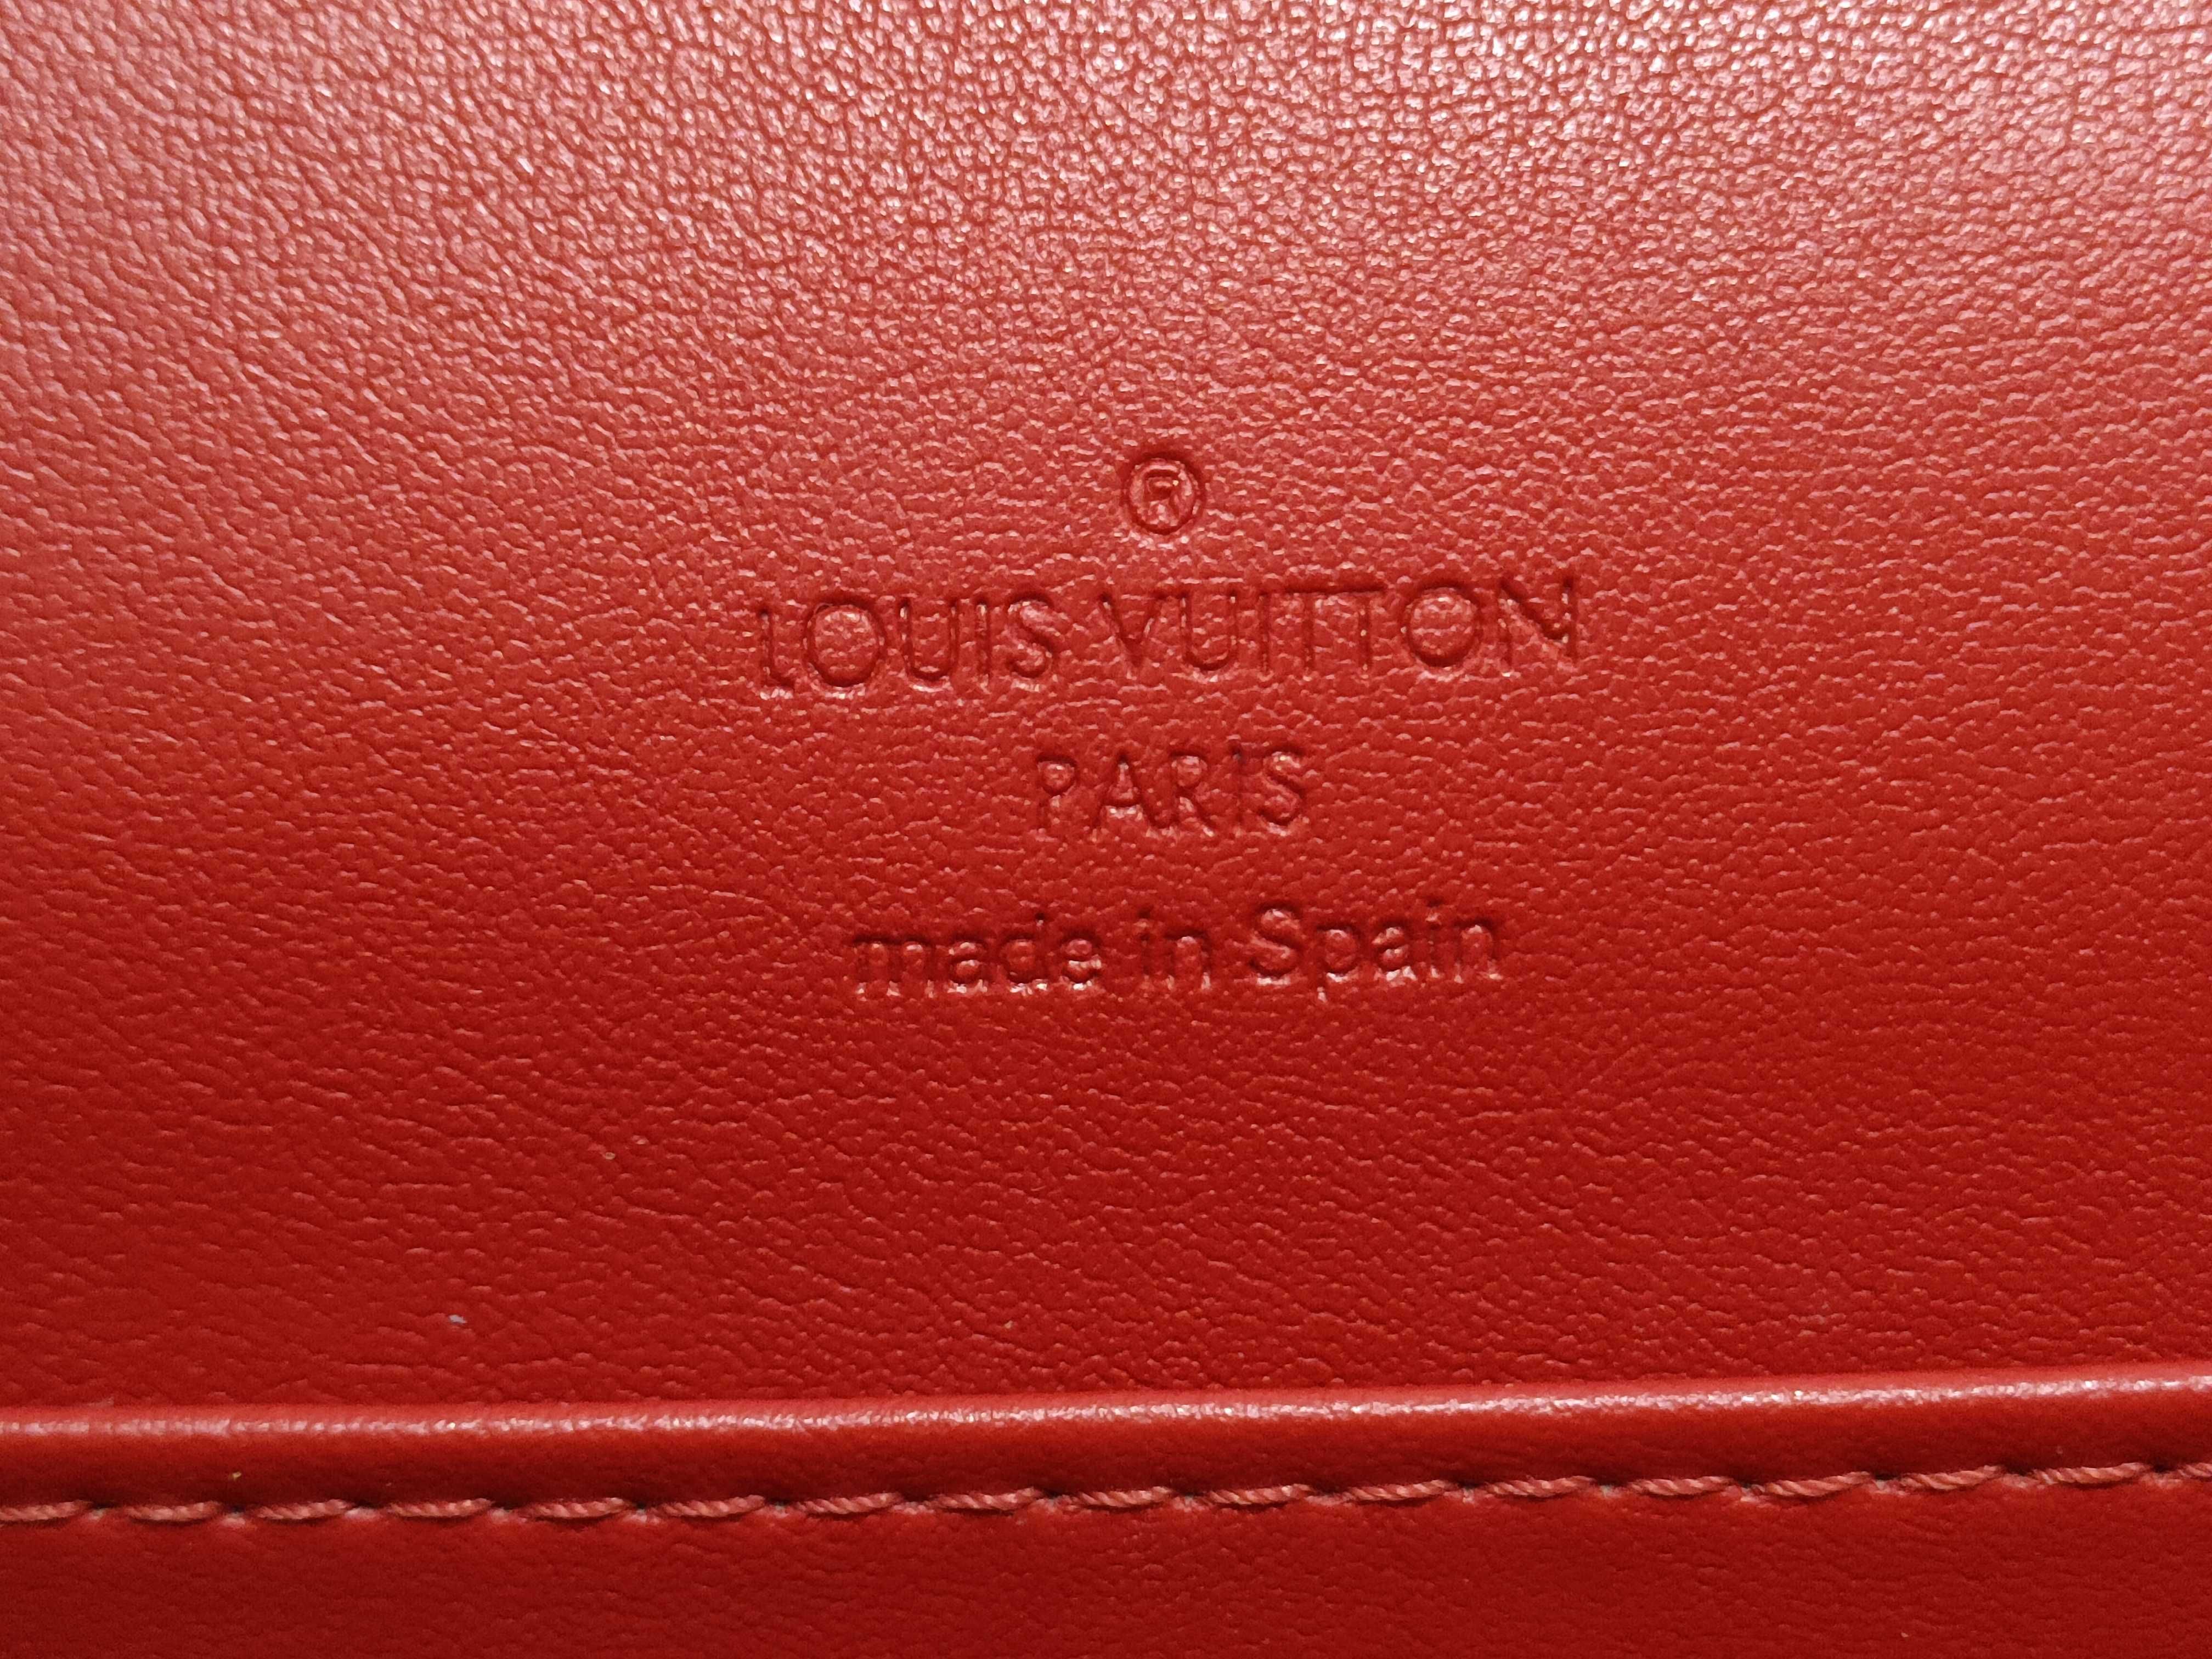 ®
LOUIS VUITTON
PARIS
made in Spain